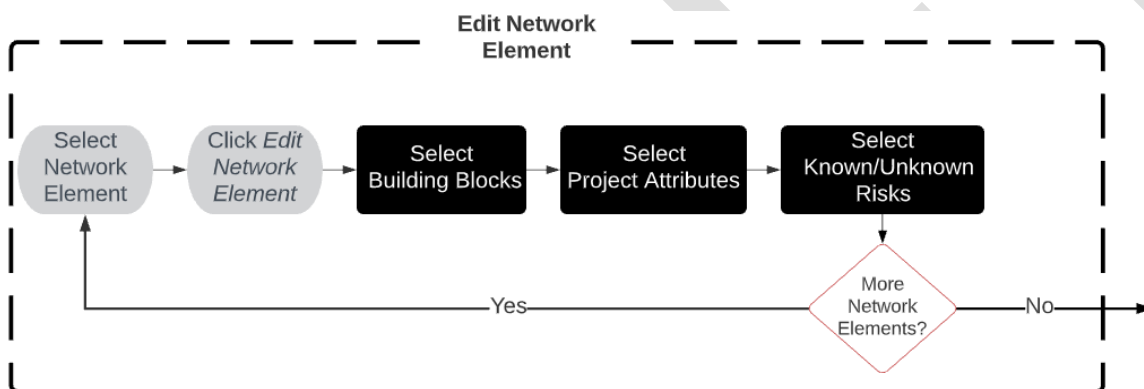 Edit Network
Element
Select
Network
Element
Click Edit
Network
Element
Select
Building Blocks
Select
Project Attributes
Select
Known/Unknown
Risks
More
Network
Elements?
Yes
No